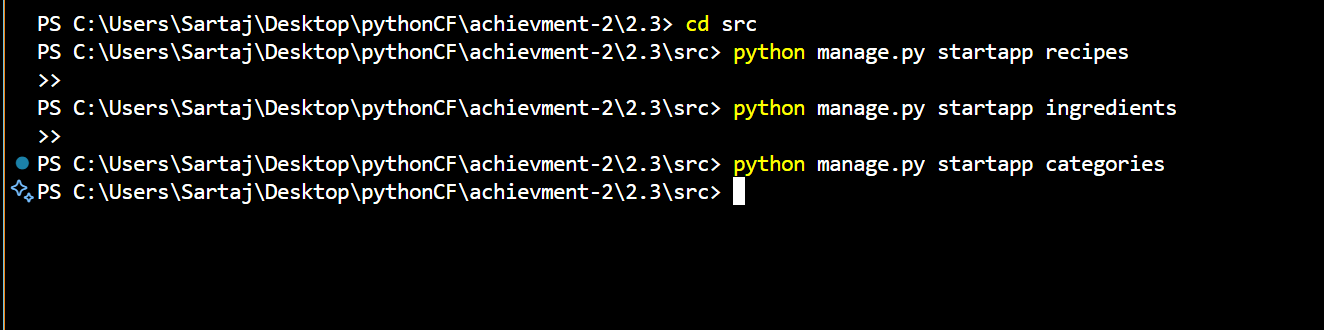 PS C:\Users\Sartaj\Desktop\pythonCF\achievment-2\2.3> cd src
PS C:\Users\Sartaj\Desktop\pythonCF\achievment-2\2.3\src> python manage.py startapp recipes
>>
PS C:\Users\Sartaj\Desktop\pythonCF\achievment-2\2.3\src> python manage.py startapp ingredients
>>
PS C:\Users\Sartaj\Desktop\pythonCF\achievment-2\2.3\src> python manage.py startapp categories
PS C:\Users\Sartaj\Desktop\pythonCF\achievment-2\2.3\src>